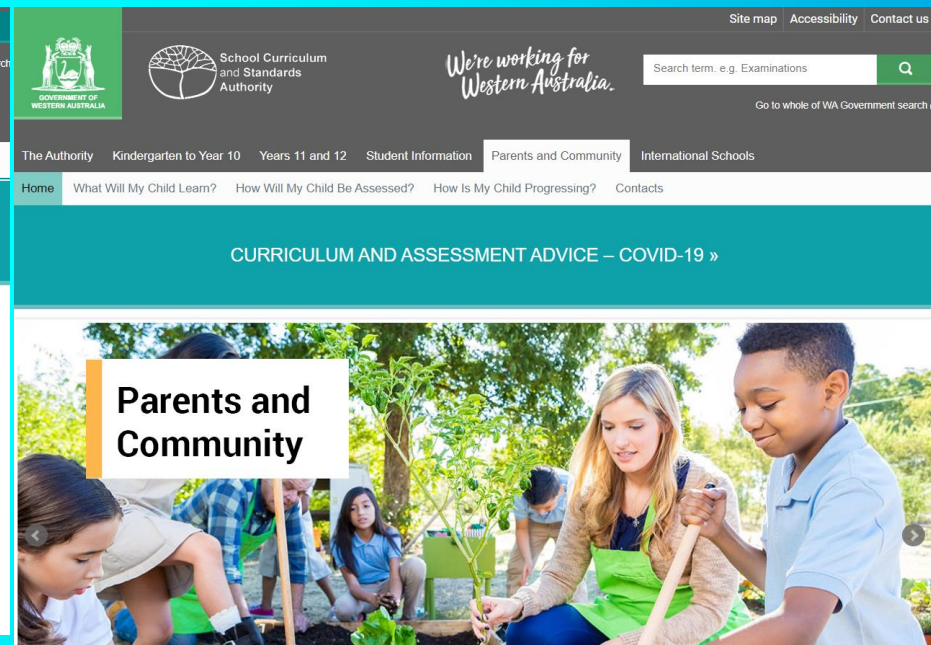 Site map Accessibility Contact us
GOVERNMENT OF
WESTERN AUSTRALIA
School Curriculum
and Standards
Authority
We're working for
Western Australia.
Search term. e.g. Examinations
Go to whole of WA Government search
The Authority Kindergarten to Year 10 Years 11 and 12 Student Information Parents and Community International Schools
Home What Will My Child Learn? How Will My Child Be Assessed? How Is My Child Progressing? Contacts
CURRICULUM AND ASSESSMENT ADVICE – COVID-19 »
Parents and
Community